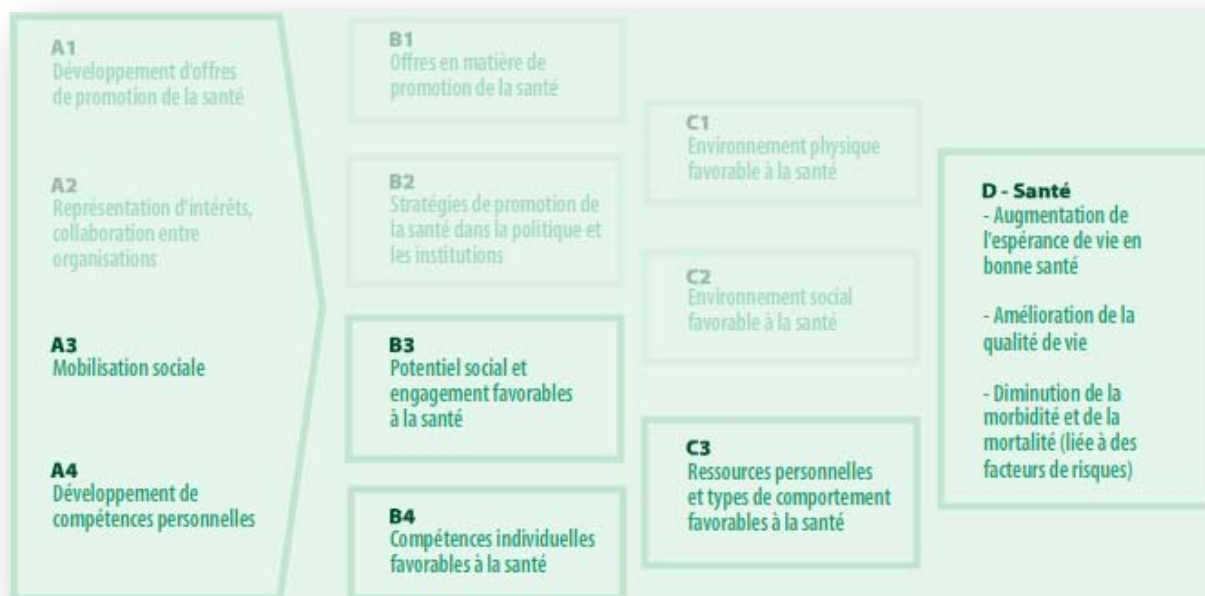 A1
Développement d'offres
de promotion de la santé
A2
Représentation d'intérêts,
collaboration entre
organisations
A3
Mobilisation sociale
A4
Développement de
compétences personnelles
B1
Offres en matière de
promotion de la santé
B2
Stratégies de promotion de
la santé dans la politique et
les institutions
B3
Potentiel social et
engagement favorables
à la santé
B4
Compétences individuelles
favorables à la santé
C1
Environnement physique
favorable à la santé
C2
Environnement social
favorable à la santé
C3
Ressources personnelles
et types de comportement
favorables à la santé
D - Santé
- Augmentation de
l'espérance de vie en
bonne santé
- Amélioration de la
qualité de vie
- Diminution de la
morbidité et de la
mortalité (liée à des
facteurs de risques)